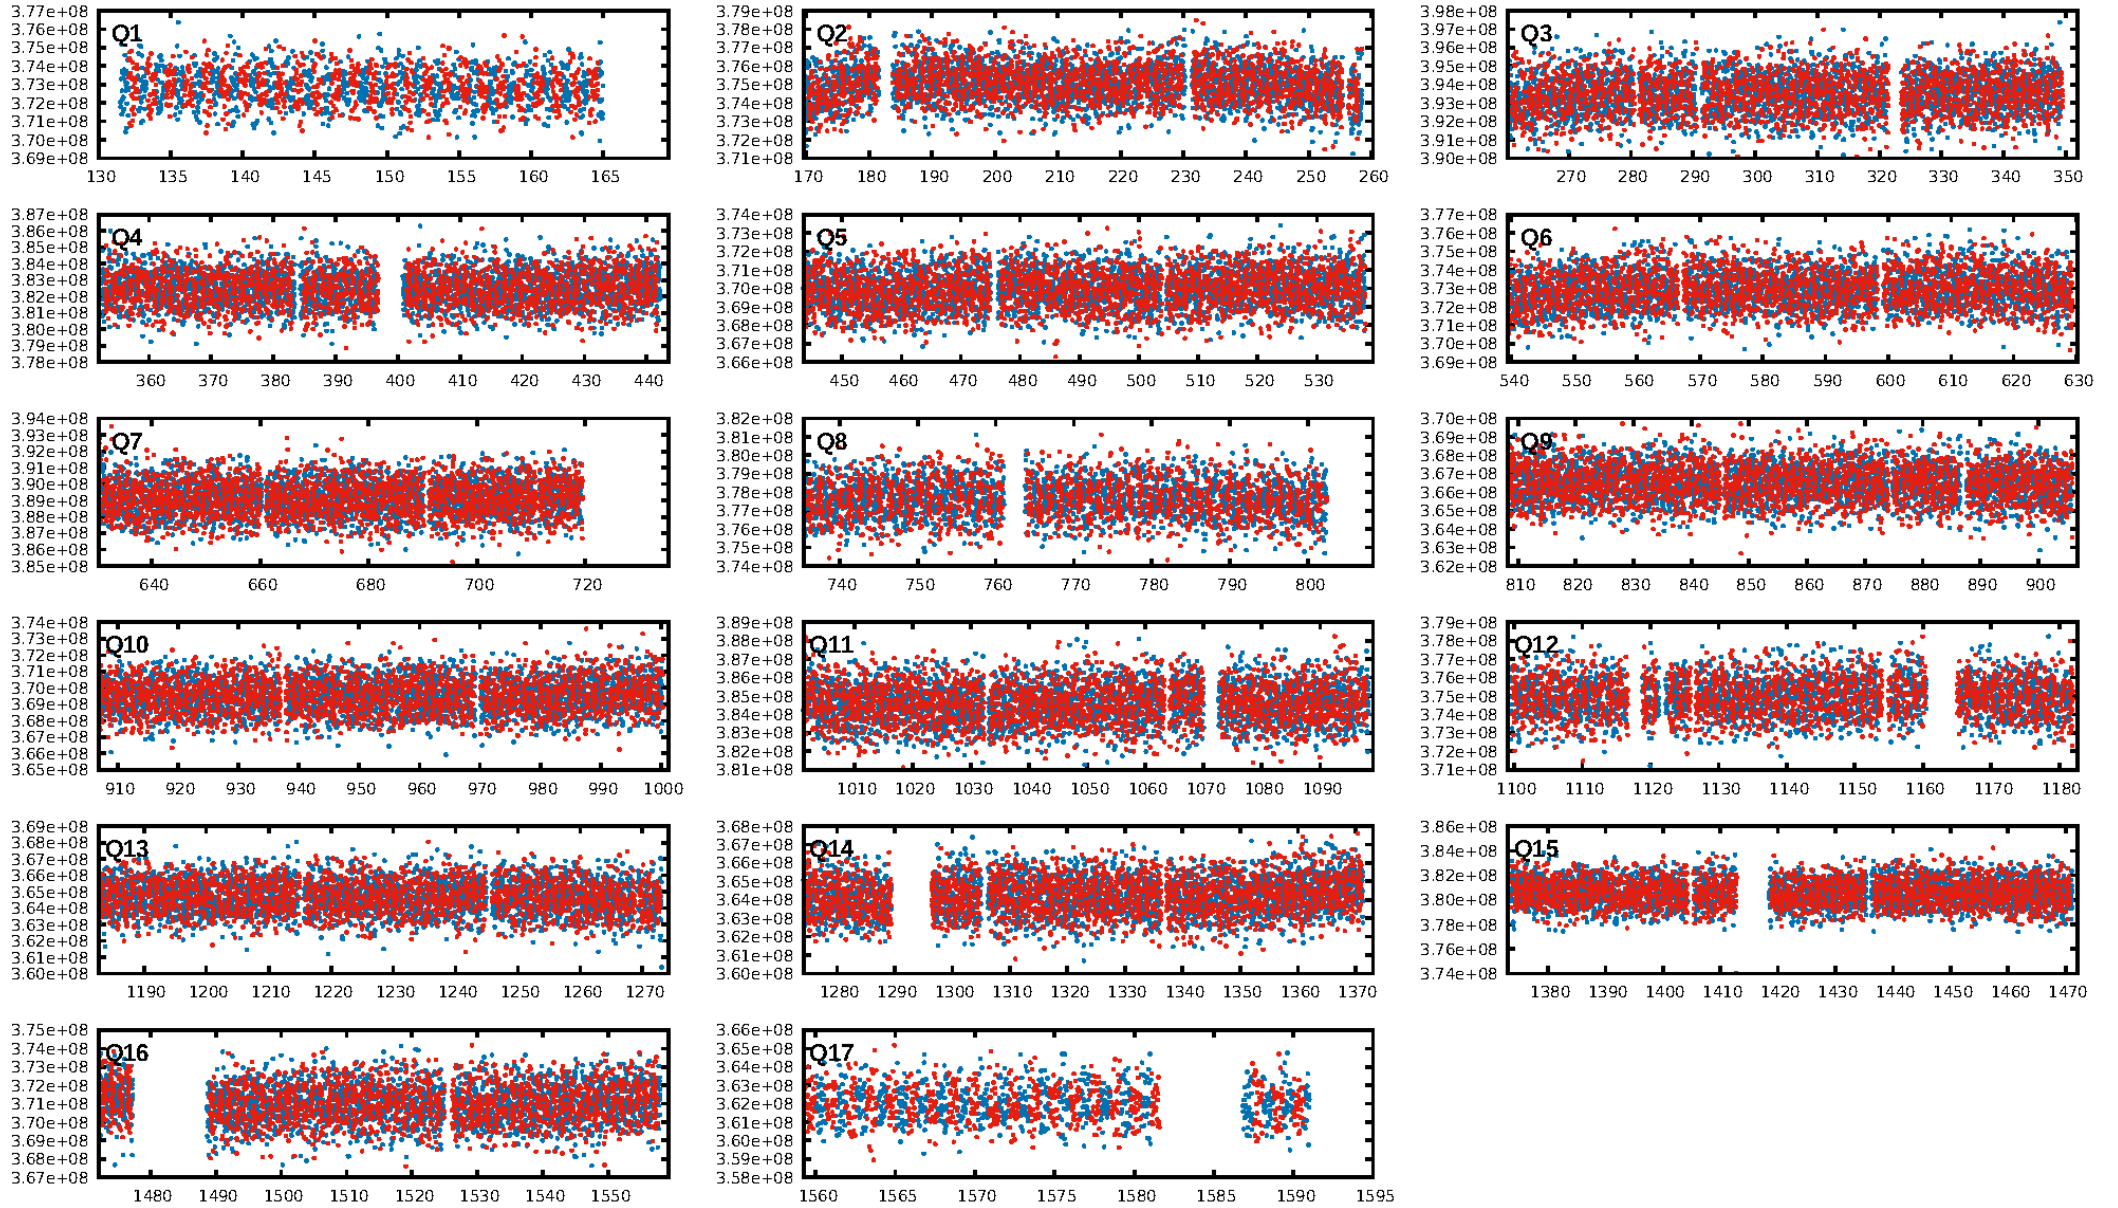 3.77e+08
3.76e+08
3.75e+08
3.74e+08
3.73e+08
3.72e+08
3.71e+08
3.70e+08
3.69e+08
Q1
130 135 140 145 150 155 160 165
3.79e+08
3.78e+08
3.77e+08
3.76e+08
3.75e+08
3.74e+08
3.73e+08
3.72e+08
3.71e+08
Q2
170 180 190 200 210 220 230 240 250 260
3.98e+08
3.97e+08
3.96e+08
3.95e+08
3.94e+08
3.93e+08
3.92e+08
3.91e+08
3.90e+08
Q3
270 280 290 300 310 320 330 340 350
3.87e+08
3.86e+08
3.85e+08
3.84e+08
3.83e+08
3.82e+08
3.81e+08
3.80e+08
3.79e+08
3.78e+08
Q4
360 370 380 390 400 410 420 430 440
3.74e+08
3.73e+08
3.72e+08
3.71e+08
3.70e+08
3.69e+08
3.68e+08
3.67e+08
3.66e+08
Q5
450 460 470 480 490 500 510 520 530
3.77e+08
3.76e+08
3.75e+08
3.74e+08
3.73e+08
3.72e+08
3.71e+08
3.70e+08
3.69e+08
Q6
540 550 560 570 580 590 600 610 620 630
3.94e+08
3.93e+08
3.92e+08
3.91e+08
3.90e+08
3.89e+08
3.88e+08
3.87e+08
3.86e+08
3.85e+08
Q7
640 660 680 700 720
3.82e+08
3.81e+08
3.80e+08
3.79e+08
3.78e+08
3.77e+08
3.76e+08
3.75e+08
3.74e+08
Q8
740 750 760 770 780 790 800
3.70e+08
3.69e+08
3.68e+08
3.67e+08
3.66e+08
3.65e+08
3.64e+08
3.63e+08
3.62e+08
Q9
810 820 830 840 850 860 870 880 890 900
3.74e+08
3.73e+08
3.72e+08
3.71e+08
3.70e+08
3.69e+08
3.68e+08
3.67e+08
3.66e+08
3.65e+08
Q10
910 920 930 940 950 960 970 980 990 1000
3.89e+08
3.88e+08
3.87e+08
3.86e+08
3.85e+08
3.84e+08
3.83e+08
3.82e+08
3.81e+08
Q11
1010 1020 1030 1040 1050 1060 1070 1080 1090
3.79e+08
3.78e+08
3.77e+08
3.76e+08
3.75e+08
3.74e+08
3.73e+08
3.72e+08
3.71e+08
Q12
1100 1110 1120 1130 1140 1150 1160 1170 1180
3.69e+08
3.68e+08
3.67e+08
3.66e+08
3.65e+08
3.64e+08
3.63e+08
3.62e+08
3.61e+08
3.60e+08
Q13
1190 1200 1210 1220 1230 1240 1250 1260 1270
3.68e+08
3.67e+08
3.66e+08
3.65e+08
3.64e+08
3.63e+08
3.62e+08
3.61e+08
3.60e+08
Q14
1280 1290 1300 1310 1320 1330 1340 1350 1360 1370
3.86e+08
3.84e+08
3.82e+08
3.80e+08
3.78e+08
3.76e+08
3.74e+08
Q15
1380 1390 1400 1410 1420 1430 1440 1450 1460 1470
3.75e+08
3.74e+08
3.73e+08
3.72e+08
3.71e+08
3.70e+08
3.69e+08
3.68e+08
3.67e+08
Q16
1480 1490 1500 1510 1520 1530 1540 1550
3.66e+08
3.65e+08
3.64e+08
3.63e+08
3.62e+08
3.61e+08
3.60e+08
3.59e+08
3.58e+08
Q17
1560 1565 1570 1575 1580 1585 1590 1595